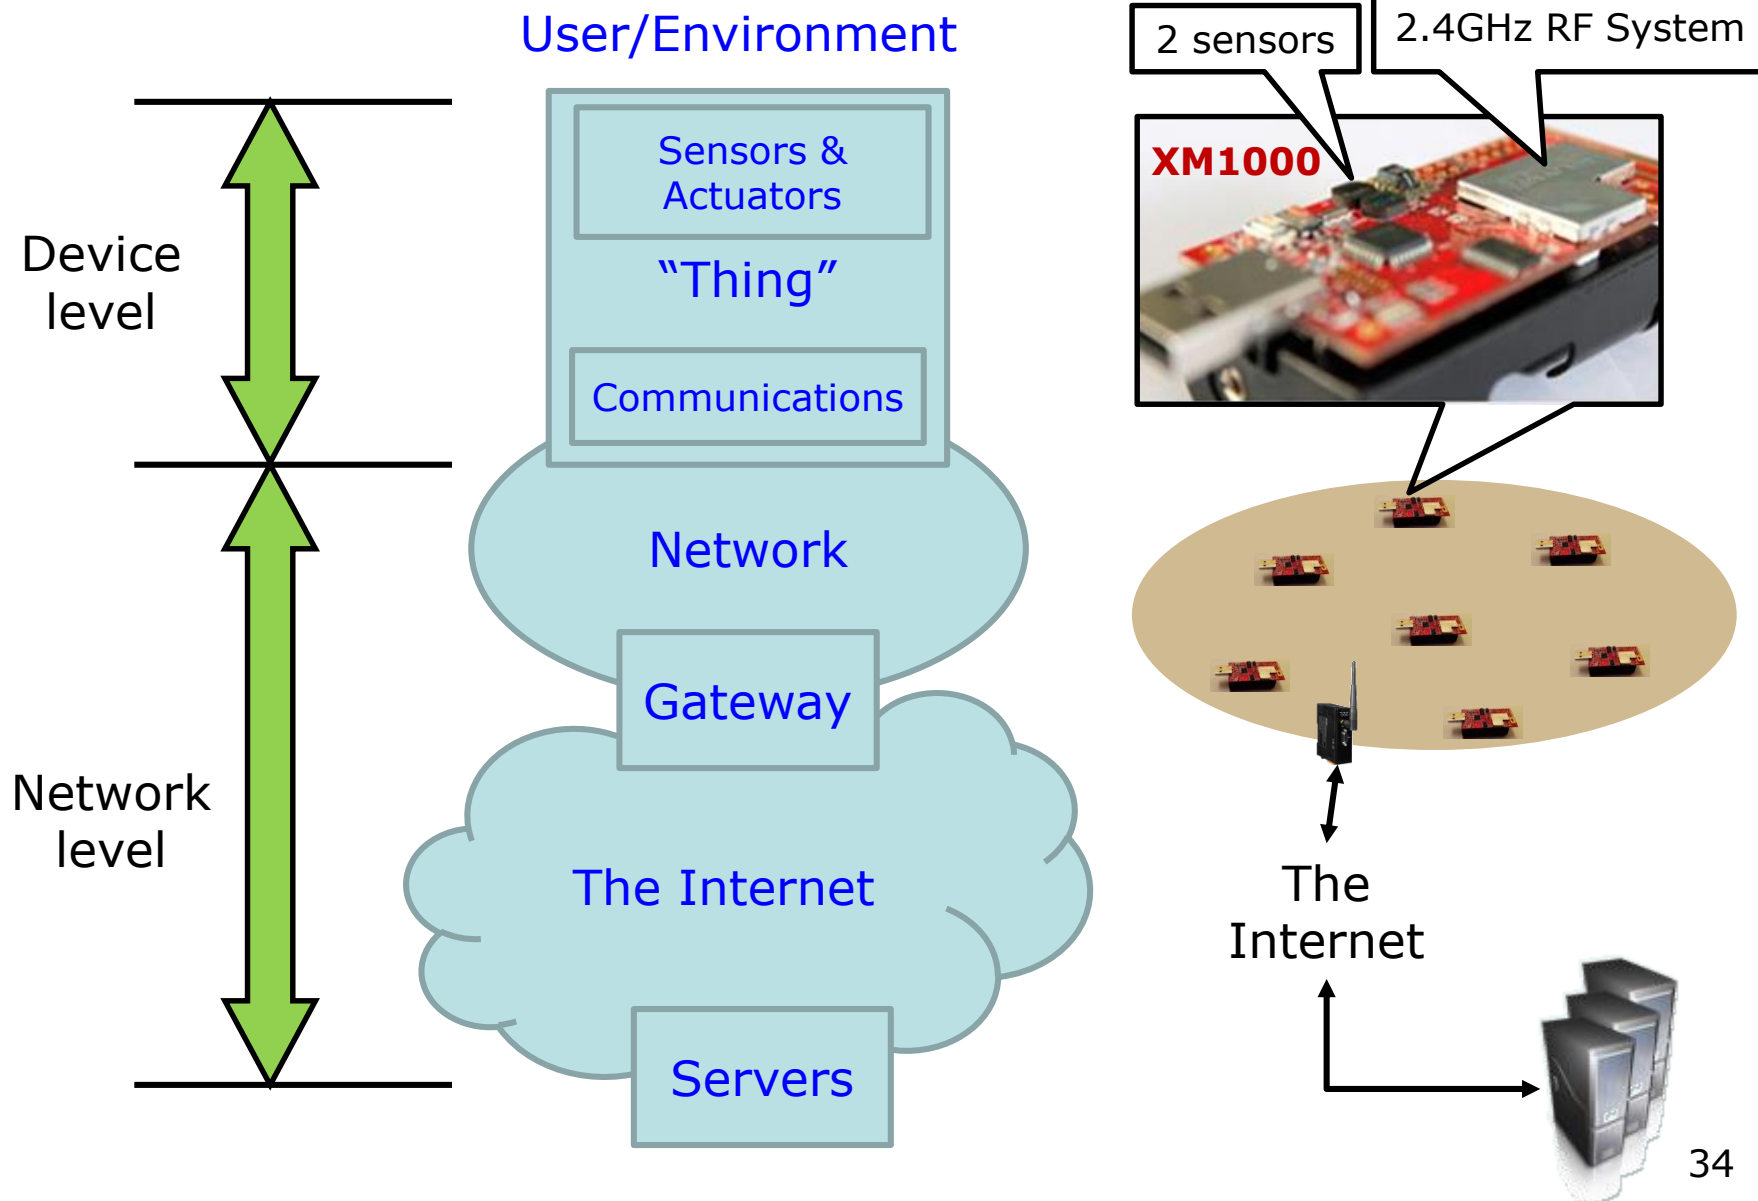 User/Environment
2 sensors
2.4GHz RF System
Sensors &
Actuators
XM1000
Device
level
“Thing”
Communications
Network
Gateway
Network
level
The Internet
The
Internet
Servers
34